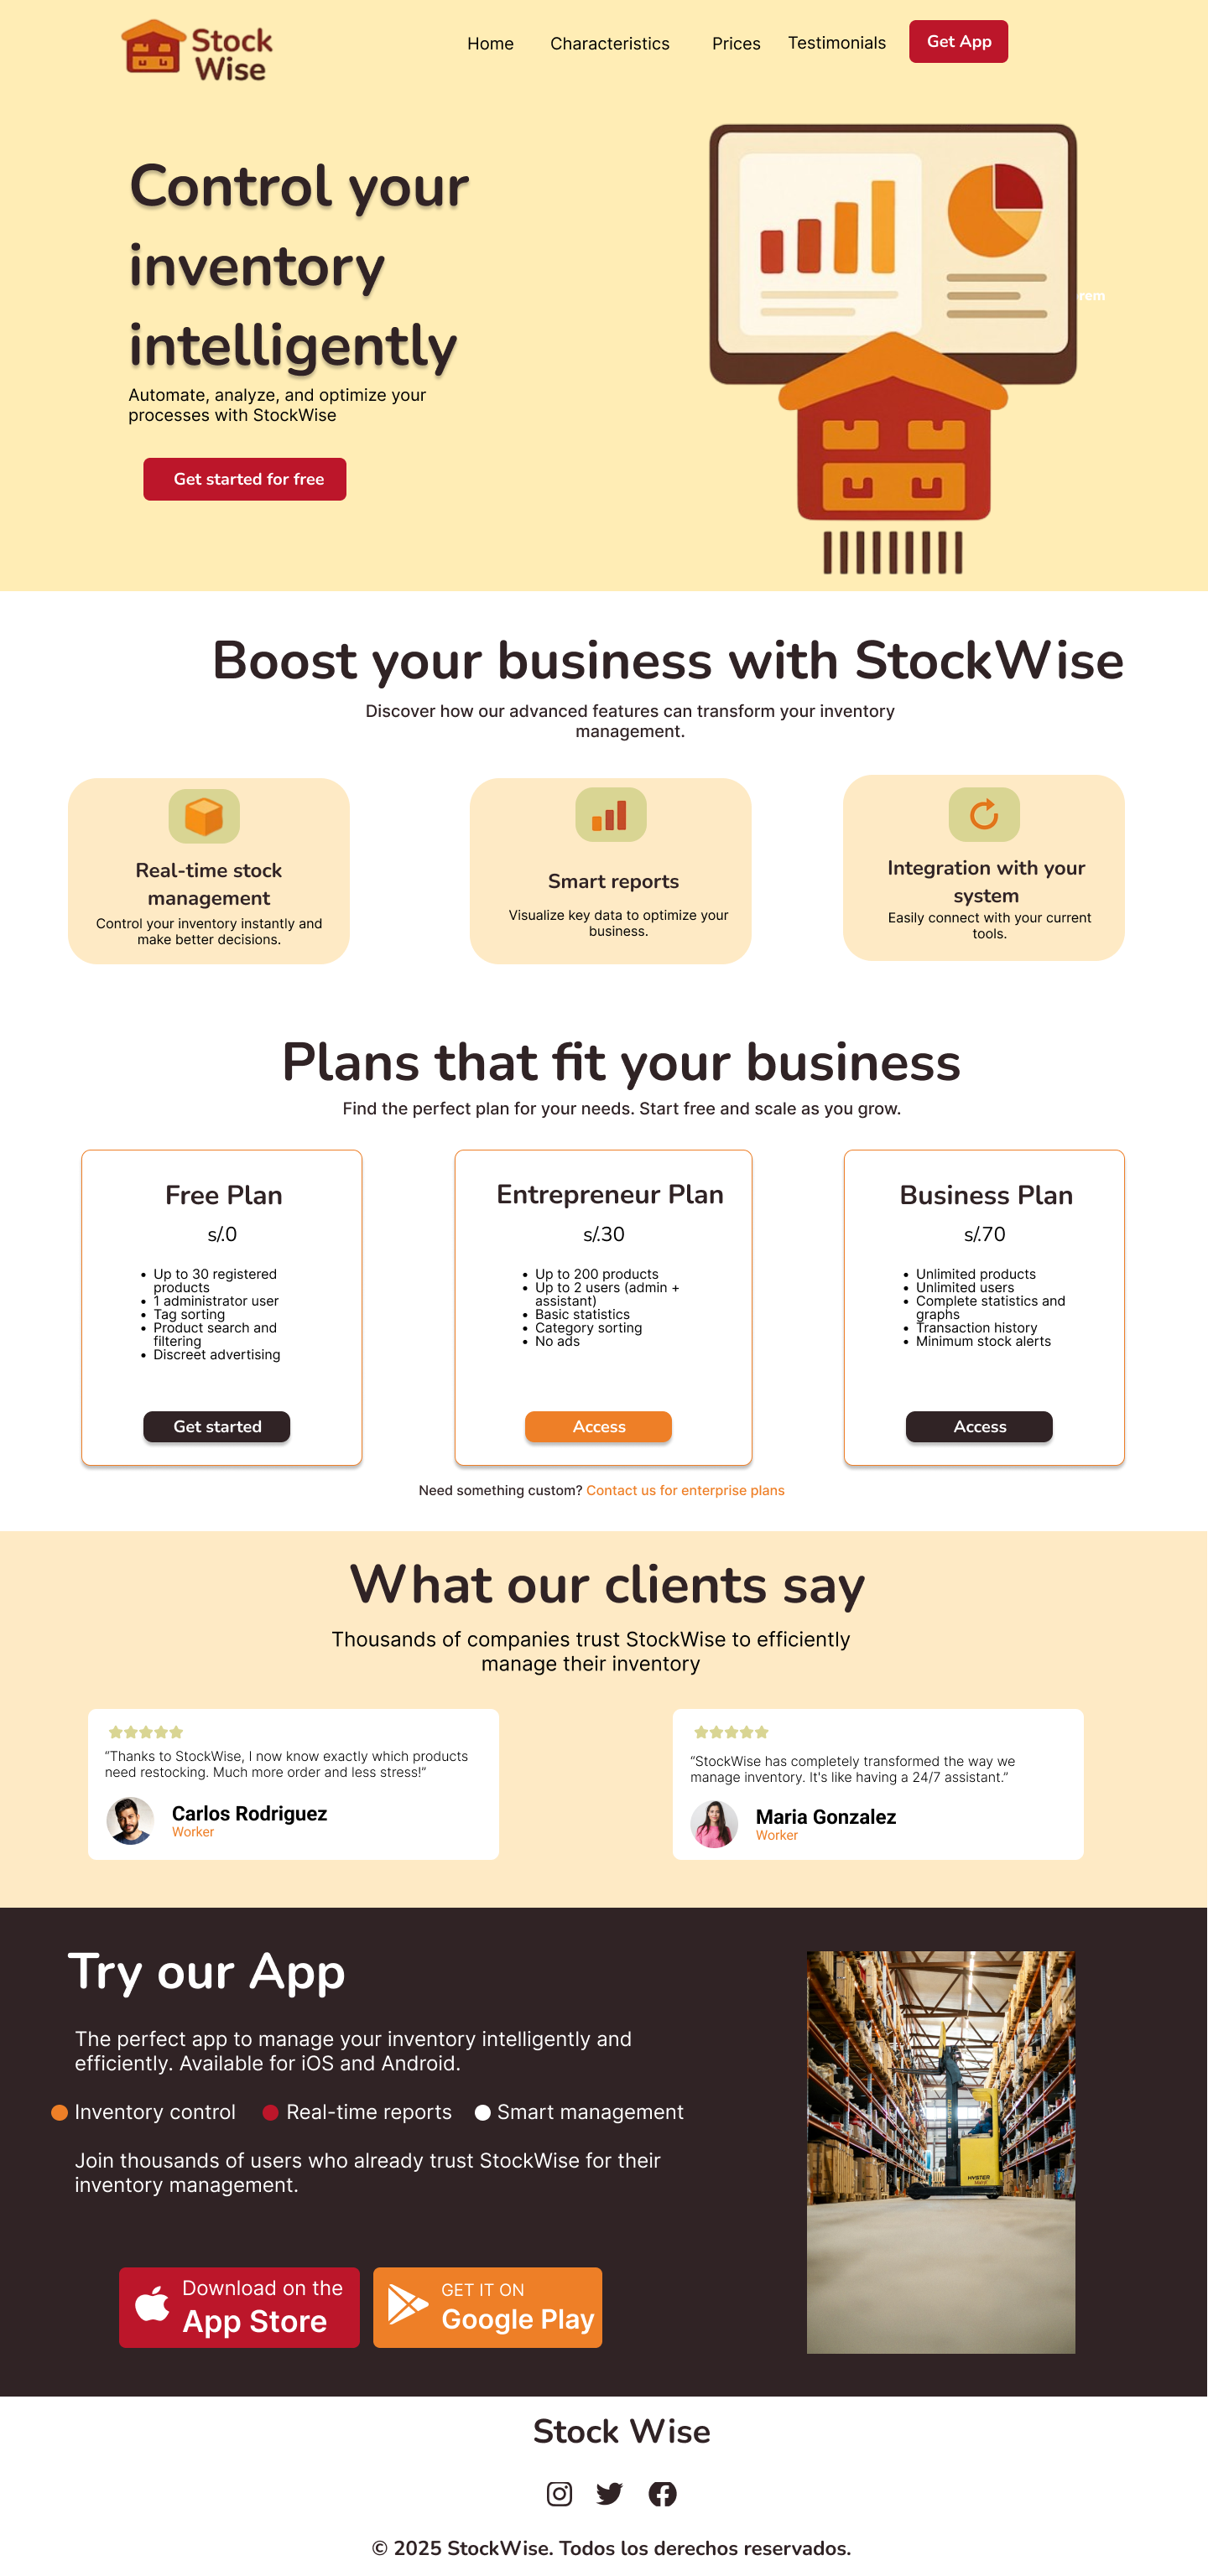 Stock
Wise
Home
Characteristics
Prices
Testimonials
Get App
Control your
inventory
intelligently
Automate, analyze, and optimize your
processes with StockWise
Get started for free
rem
Boost your business with StockWise
Discover how our advanced features can transform your inventory
management.
Real-time stock
management
Control your inventory instantly and
make better decisions.
Smart reports
Visualize key data to optimize your
business.
Integration with your
system
Easily connect with your current
tools.
Plans that fit your business
Find the perfect plan for your needs. Start free and scale as you grow.
Free Plan
s/.0
• Up to 30 registered
products
• 1 administrator user
• Tag sorting
• Product search and
filtering
• Discreet advertising
Get started
Entrepreneur Plan
s/.30
• Up to 200 products
• Up to 2 users (admin +
assistant)
• Basic statistics
• Category sorting
• No ads
Access
Business Plan
s/.70
• Unlimited products
• Unlimited users
• Complete statistics and
graphs
• Transaction history
• Minimum stock alerts
Access
Need something custom? Contact us for enterprise plans
What our clients say
Thousands of companies trust StockWise to efficiently
manage their inventory
“Thanks to StockWise, I now know exactly which products
need restocking. Much more order and less stress!”
Carlos Rodriguez
Worker
“StockWise has completely transformed the way we
manage inventory. It's like having a 24/7 assistant.”
Maria Gonzalez
Worker
Try our App
The perfect app to manage your inventory intelligently and
efficiently. Available for iOS and Android.
Inventory control
Real-time reports
Smart management
Join thousands of users who already trust StockWise for their
inventory management.
Download on the
App Store
GET IT ON
Google Play
HYSTER
Stock Wise
© 2025 StockWise. Todos los derechos reservados.